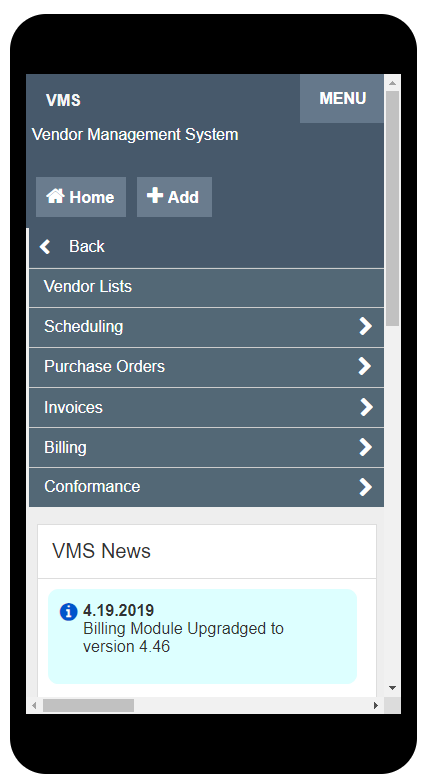 VMS
MENU
Vendor Management System
Home
Add
Back
Vendor Lists
Scheduling
Purchase Orders
Invoices
Billing
Conformance
VMS News
4.19.2019
Billing Module Upgradged to
version 4.46